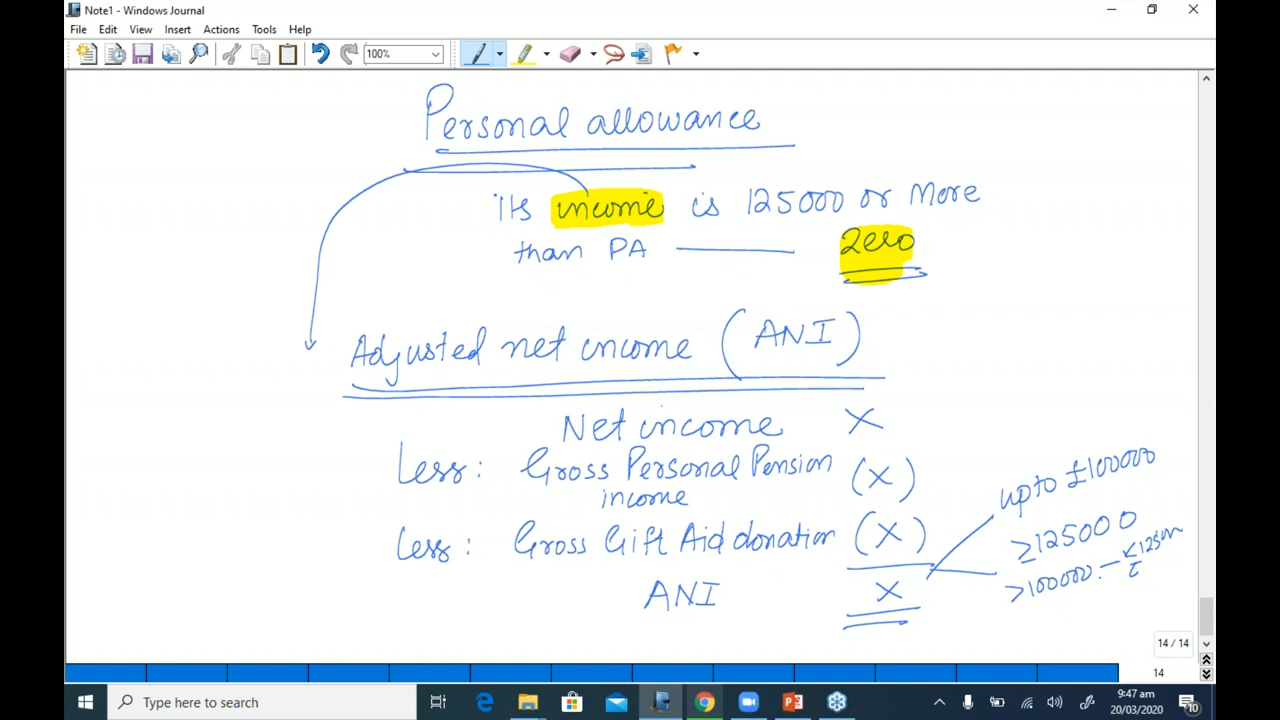 Note1 - Windows Journal
File Edit View Insert Actions Tools Help
100%
Personal allowance
its income is 125000 or More
than PA Zero
Adjusted net income (ANI)
Net income X
Less: Gross Personal Pension (X)
income
Less: Gross Gift Aid donation (X)
ANI X
upto £100000
≥125000
>100000 -
14 / 14
14
Type here to search
9:47 am
20/03/2020
10